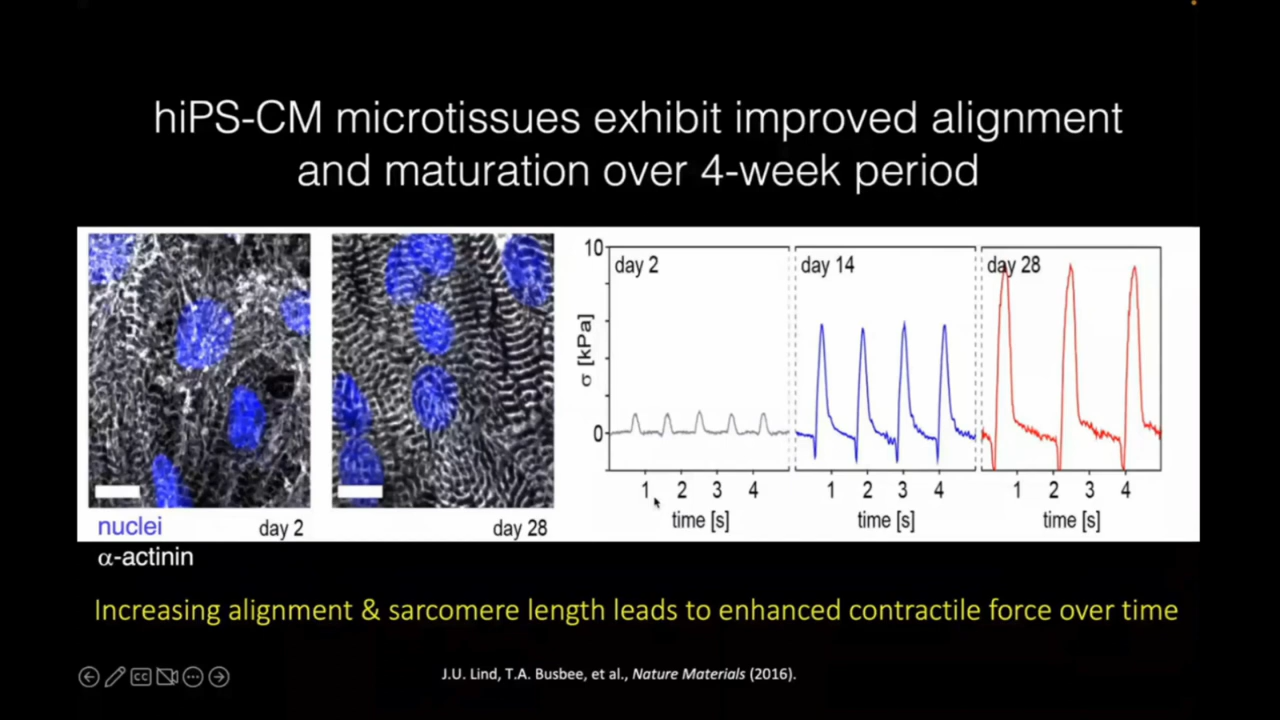 hiPS-CM microtissues exhibit improved alignment
and maturation over 4-week period
nuclei
day 2
α-actinin
day 28
10
0
σ [kPa]
day 2
1 2 3 4
time [s]
day 14
1 2 3 4
time [s]
day 28
1 2 3 4
time [s]
Increasing alignment & sarcomere length leads to enhanced contractile force over time
CC
J.U. Lind, T.A. Busbee, et al., Nature Materials (2016).